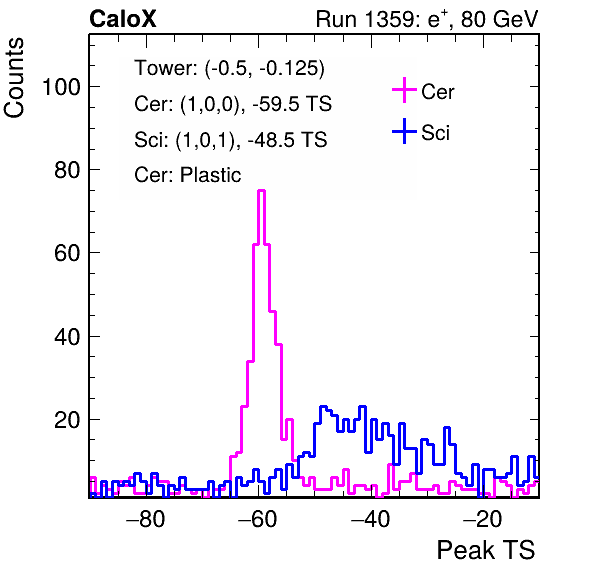 CaloX Run 1359: e⁺, 80 GeV
Counts
Tower: (-0.5, -0.125)
Cer: (1,0,0), -59.5 TS
Sci: (1,0,1), -48.5 TS
Cer: Plastic
Cer
Sci
100
80
60
40
20
−80 −60 −40 −20
Peak TS